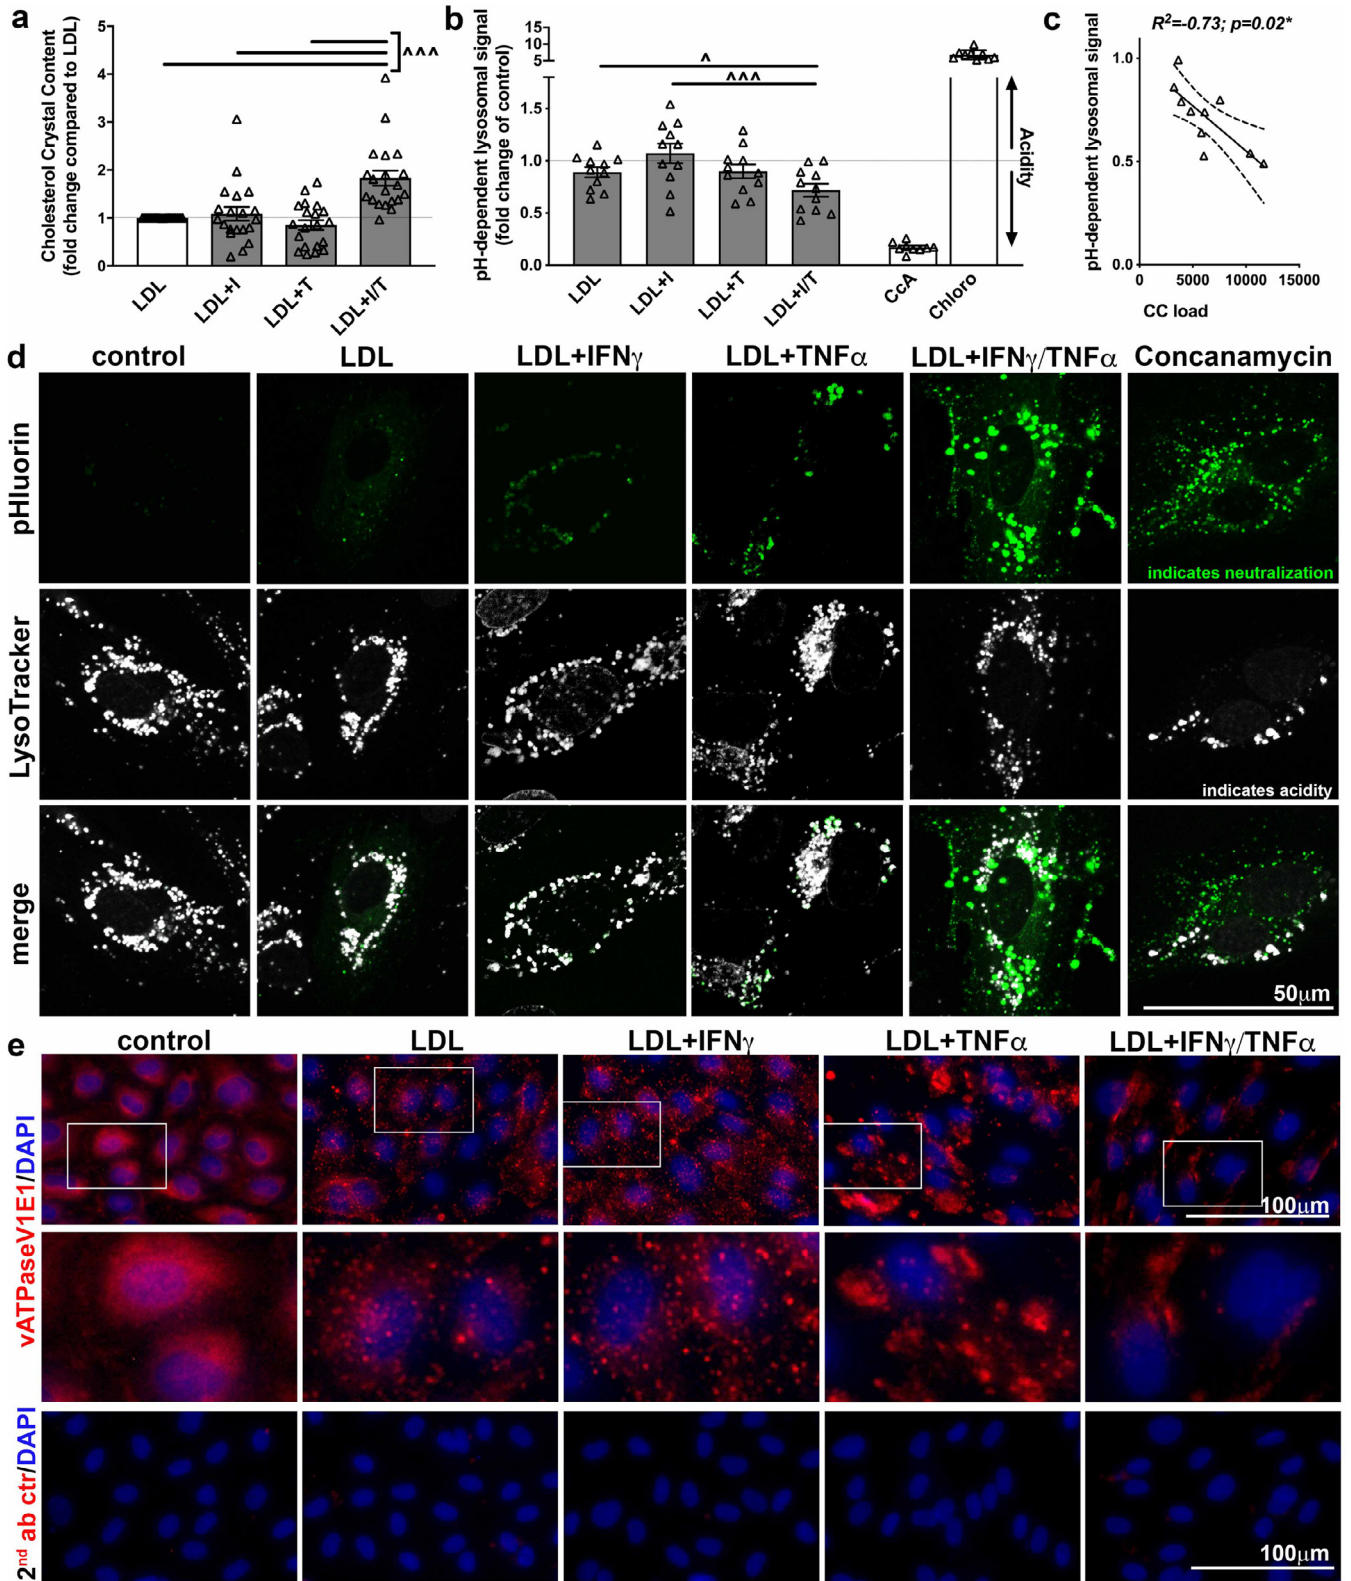 a
Cholesterol Crystal Content
(fold change compared to LDL)
5
4
3
2
1
0
^^^
LDL
LDL+I
LDL+T
LDL+I/T
b
pH-dependent lysosomal signal
(fold change of control)
15
10
5
1.5
1.0
0.5
0.0
^
^^^
Acidity
LDL
LDL+I
LDL+T
LDL+I/T
CcA
Chloro
c
R²=-0.73; p=0.02*
pH-dependent lysosomal signal
1.0
0.5
0.0
0
5000
10000
15000
CC load
d
control
LDL
LDL+IFNγ
LDL+TNFα
LDL+IFNγ/TNFα
Concanamycin
pHluorin
indicates neutralization
LysoTracker
indicates acidity
merge
50μm
e
control
LDL
LDL+IFNγ
LDL+TNFα
LDL+IFNγ/TNFα
vATPaseV1E1/DAPI
100μm
2nd ab ctr/DAPI
100μm